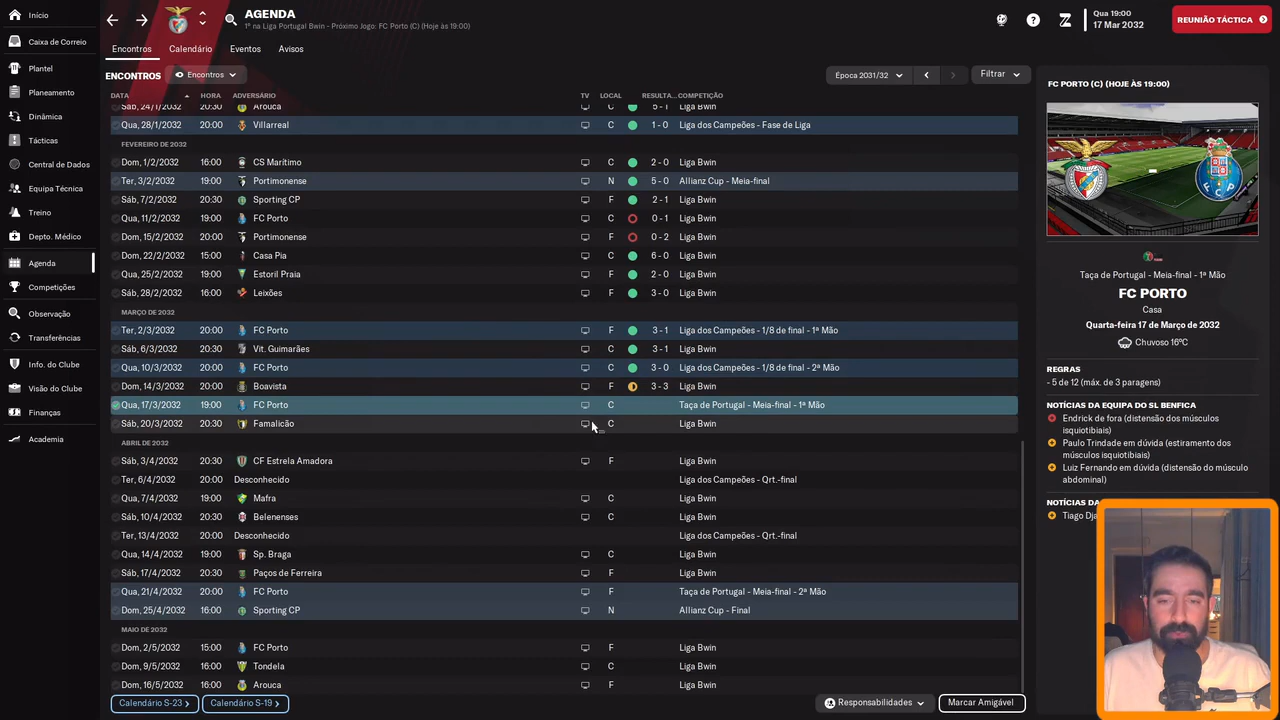 Início
Caixa de Correio
Plantel
Planeamento
Dinâmica
Tácticas
Central de Dados
Equipa Técnica
Treino
Depto. Médico
Agenda
Competições
Observação
Transferências
Info. do Clube
Visão do Clube
Finanças
Academia
AGENDA
1º na Liga Portugal Bwin - Próximo Jogo: FC Porto (C) (Hoje às 19:00)
Qua 19:00
17 Mar 2032
REUNIÃO TÁCTICA
Encontros Calendário Eventos Avisos
ENCONTROS Encontros Época 2031/32 Filtrar
DATA HORA ADVERSÁRIO TV LOCAL RESULTA... COMPETIÇÃO
Sáb, 24/1/2032 20:30 Arouca C 5 - 1 Liga Bwin
Qua, 28/1/2032 20:00 Villarreal C 1 - 0 Liga dos Campeões - Fase de Liga
FEVEREIRO DE 2032
Dom, 1/2/2032 16:00 CS Marítimo C 2 - 0 Liga Bwin
Ter, 3/2/2032 19:00 Portimonense N 5 - 0 Allianz Cup - Meia-final
Sáb, 7/2/2032 20:30 Sporting CP F 2 - 1 Liga Bwin
Qua, 11/2/2032 19:00 FC Porto C 0 - 1 Liga Bwin
Dom, 15/2/2032 20:00 Portimonense F 0 - 2 Liga Bwin
Dom, 22/2/2032 15:00 Casa Pia C 6 - 0 Liga Bwin
Qua, 25/2/2032 19:00 Estoril Praia F 2 - 0 Liga Bwin
Sáb, 28/2/2032 16:00 Leixões F 3 - 0 Liga Bwin
MARÇO DE 2032
Ter, 2/3/2032 20:00 FC Porto F 3 - 1 Liga dos Campeões - 1/8 de final - 1ª Mão
Sáb, 6/3/2032 20:30 Vit. Guimarães C 3 - 1 Liga Bwin
Qua, 10/3/2032 20:00 FC Porto C 3 - 0 Liga dos Campeões - 1/8 de final - 2ª Mão
Dom, 14/3/2032 20:00 Boavista F 3 - 3 Liga Bwin
Qua, 17/3/2032 19:00 FC Porto C Taça de Portugal - Meia-final - 1ª Mão
Sáb, 20/3/2032 20:30 Famalicão C Liga Bwin
ABRIL DE 2032
Sáb, 3/4/2032 20:30 CF Estrela Amadora F Liga Bwin
Ter, 6/4/2032 20:00 Desconhecido Liga dos Campeões - Qrt.-final
Qua, 7/4/2032 19:00 Mafra C Liga Bwin
Sáb, 10/4/2032 20:30 Belenenses C Liga Bwin
Ter, 13/4/2032 20:00 Desconhecido Liga dos Campeões - Qrt.-final
Qua, 14/4/2032 19:00 Sp. Braga C Liga Bwin
Sáb, 17/4/2032 20:30 Paços de Ferreira F Liga Bwin
Qua, 21/4/2032 20:00 FC Porto F Taça de Portugal - Meia-final - 2ª Mão
Dom, 25/4/2032 16:00 Sporting CP N Allianz Cup - Final
MAIO DE 2032
Dom, 2/5/2032 15:00 FC Porto F Liga Bwin
Dom, 9/5/2032 16:00 Tondela C Liga Bwin
Dom, 16/5/2032 16:00 Arouca F Liga Bwin
Calendário S-23 Calendário S-19 Responsabilidades Marcar Amigável
FC PORTO (C) (HOJE ÀS 19:00)
Taça de Portugal - Meia-final - 1ª Mão
FC PORTO
Casa
Quarta-feira 17 de Março de 2032
Chuvoso 16ºC
REGRAS
- 5 de 12 (máx. de 3 paragens)
NOTÍCIAS DA EQUIPA DO SL BENFICA
Endrick de fora (distensão dos músculos
isquiotibiais)
Paulo Trindade em dúvida (estiramento dos
músculos isquiotibiais)
Luiz Fernando em dúvida (distensão do músculo
abdominal)
NOTÍCIAS DA
Tiago